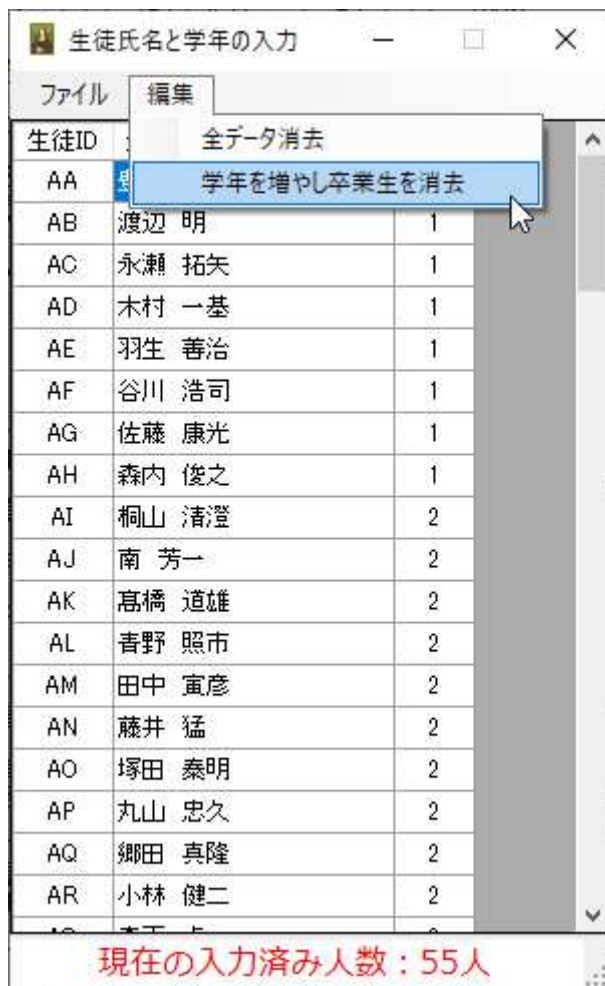 生徒氏名と学年の入力
ファイル 編集
生徒ID
全データ消去
AA
学年を増やし卒業生を消去
AB 渡辺 明 1
AC 永瀬 拓矢 1
AD 木村 一基 1
AE 羽生 善治 1
AF 谷川 浩司 1
AG 佐藤 康光 1
AH 森内 俊之 1
AI 桐山 清澄 2
AJ 南 芳一 2
AK 髙橋 道雄 2
AL 青野 照市 2
AM 田中 寅彦 2
AN 藤井 猛 2
AO 塚田 泰明 2
AP 丸山 忠久 2
AQ 郷田 真隆 2
AR 小林 健二 2
現在の入力済み人数：55人